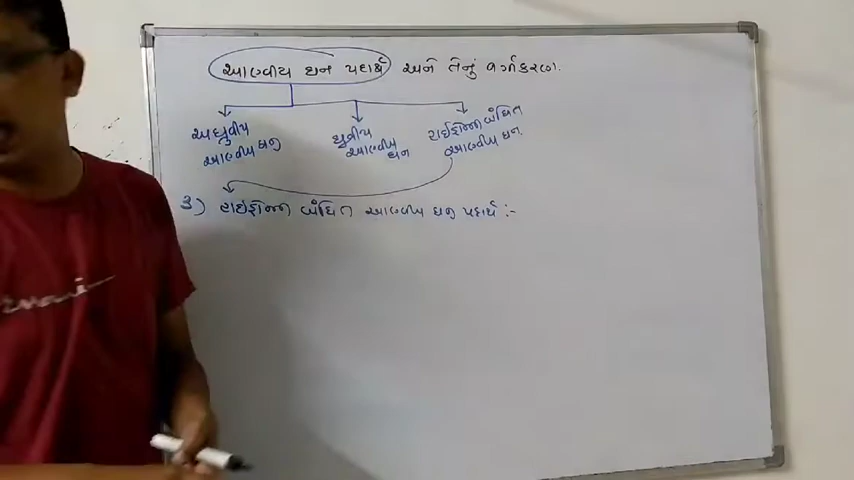 આણ્વીય ઘન પદાર્થ અને તેનું વર્ગીકરણ.
અધ્રુવીય આણ્વીય ઘન
ધ્રુવીય આણ્વીય ઘન
હાઈડ્રોજન બંધિત આણ્વીય ઘન
3) હાઈડ્રોજન બંધિત આણ્વીય ઘન પદાર્થ :-